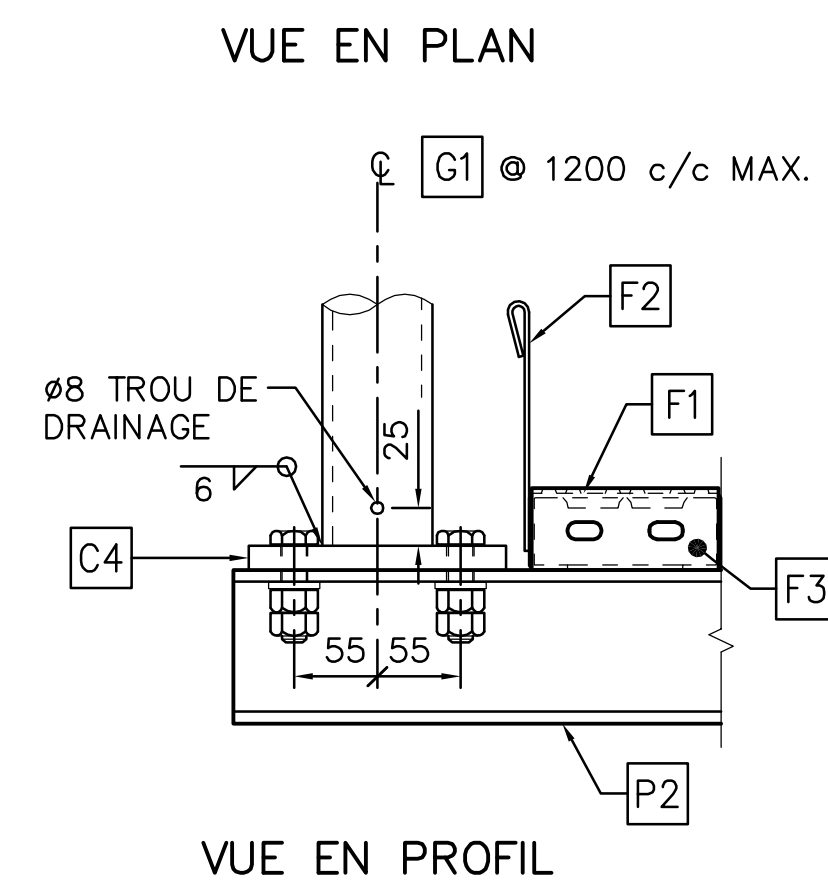 VUE EN PLAN
℄ G1 @ 1200 c/c MAX.
F2
F1
ø8 TROU DE
DRAINAGE
25
6
C4
F3
55 55
P2
VUE EN PROFIL